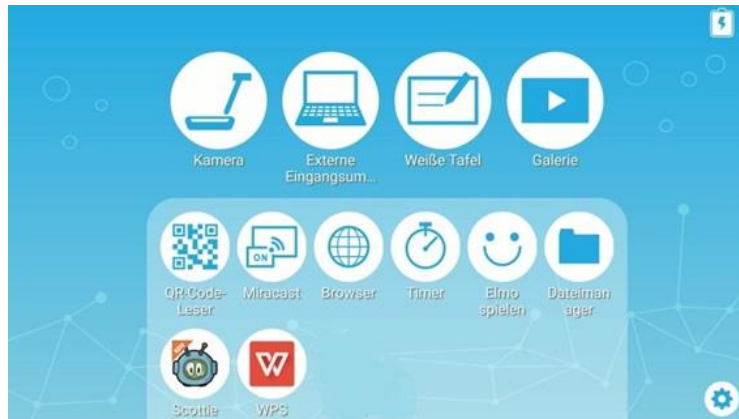 Kamera
Externe
Eingangsum...
Weiße Tafel
Galerie
QR-Code-
Leser
Miracast
ON
Browser
Timer
Elmo
spielen
Dateiman
ager
Scottie
WPS